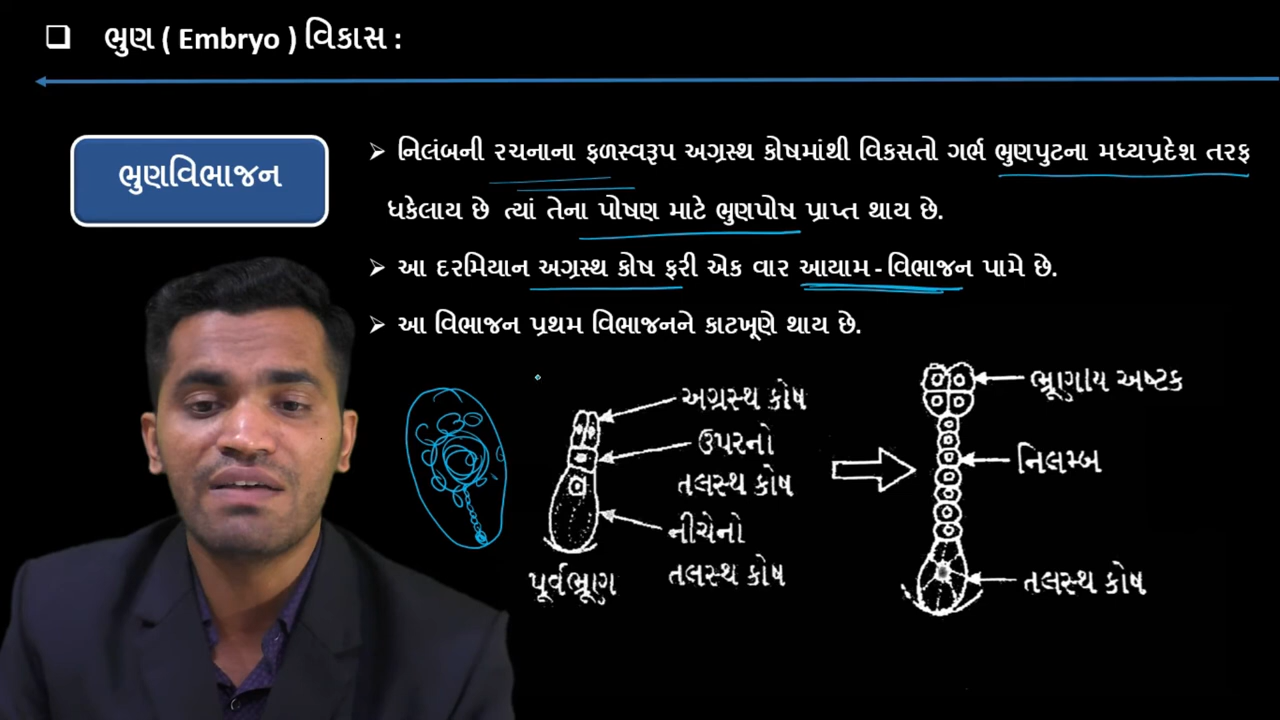 ભ્રુણ ( Embryo ) વિકાસ :
ભ્રુણવિભાજન
નિલંબની રચનાના ફળસ્વરૂપ અગ્રસ્થ કોષમાંથી વિકસતો ગર્ભ ભ્રુણપુટના મધ્યપ્રદેશ તરફ
ધકેલાય છે ત્યાં તેના પોષણ માટે ભ્રુણપોષ પ્રાપ્ત થાય છે.
આ દરમિયાન અગ્રસ્થ કોષ ફરી એક વાર આયામ - વિભાજન પામે છે.
આ વિભાજન પ્રથમ વિભાજનને કાટખૂણે થાય છે.
અગ્રસ્થ કોષ
ઉપરનો
તલસ્થ કોષ
નીચેનો
તલસ્થ કોષ
પૂર્વભ્રૂણ
ભ્રૂણાય અષ્ટક
નિલમ્બ
તલસ્થ કોષ